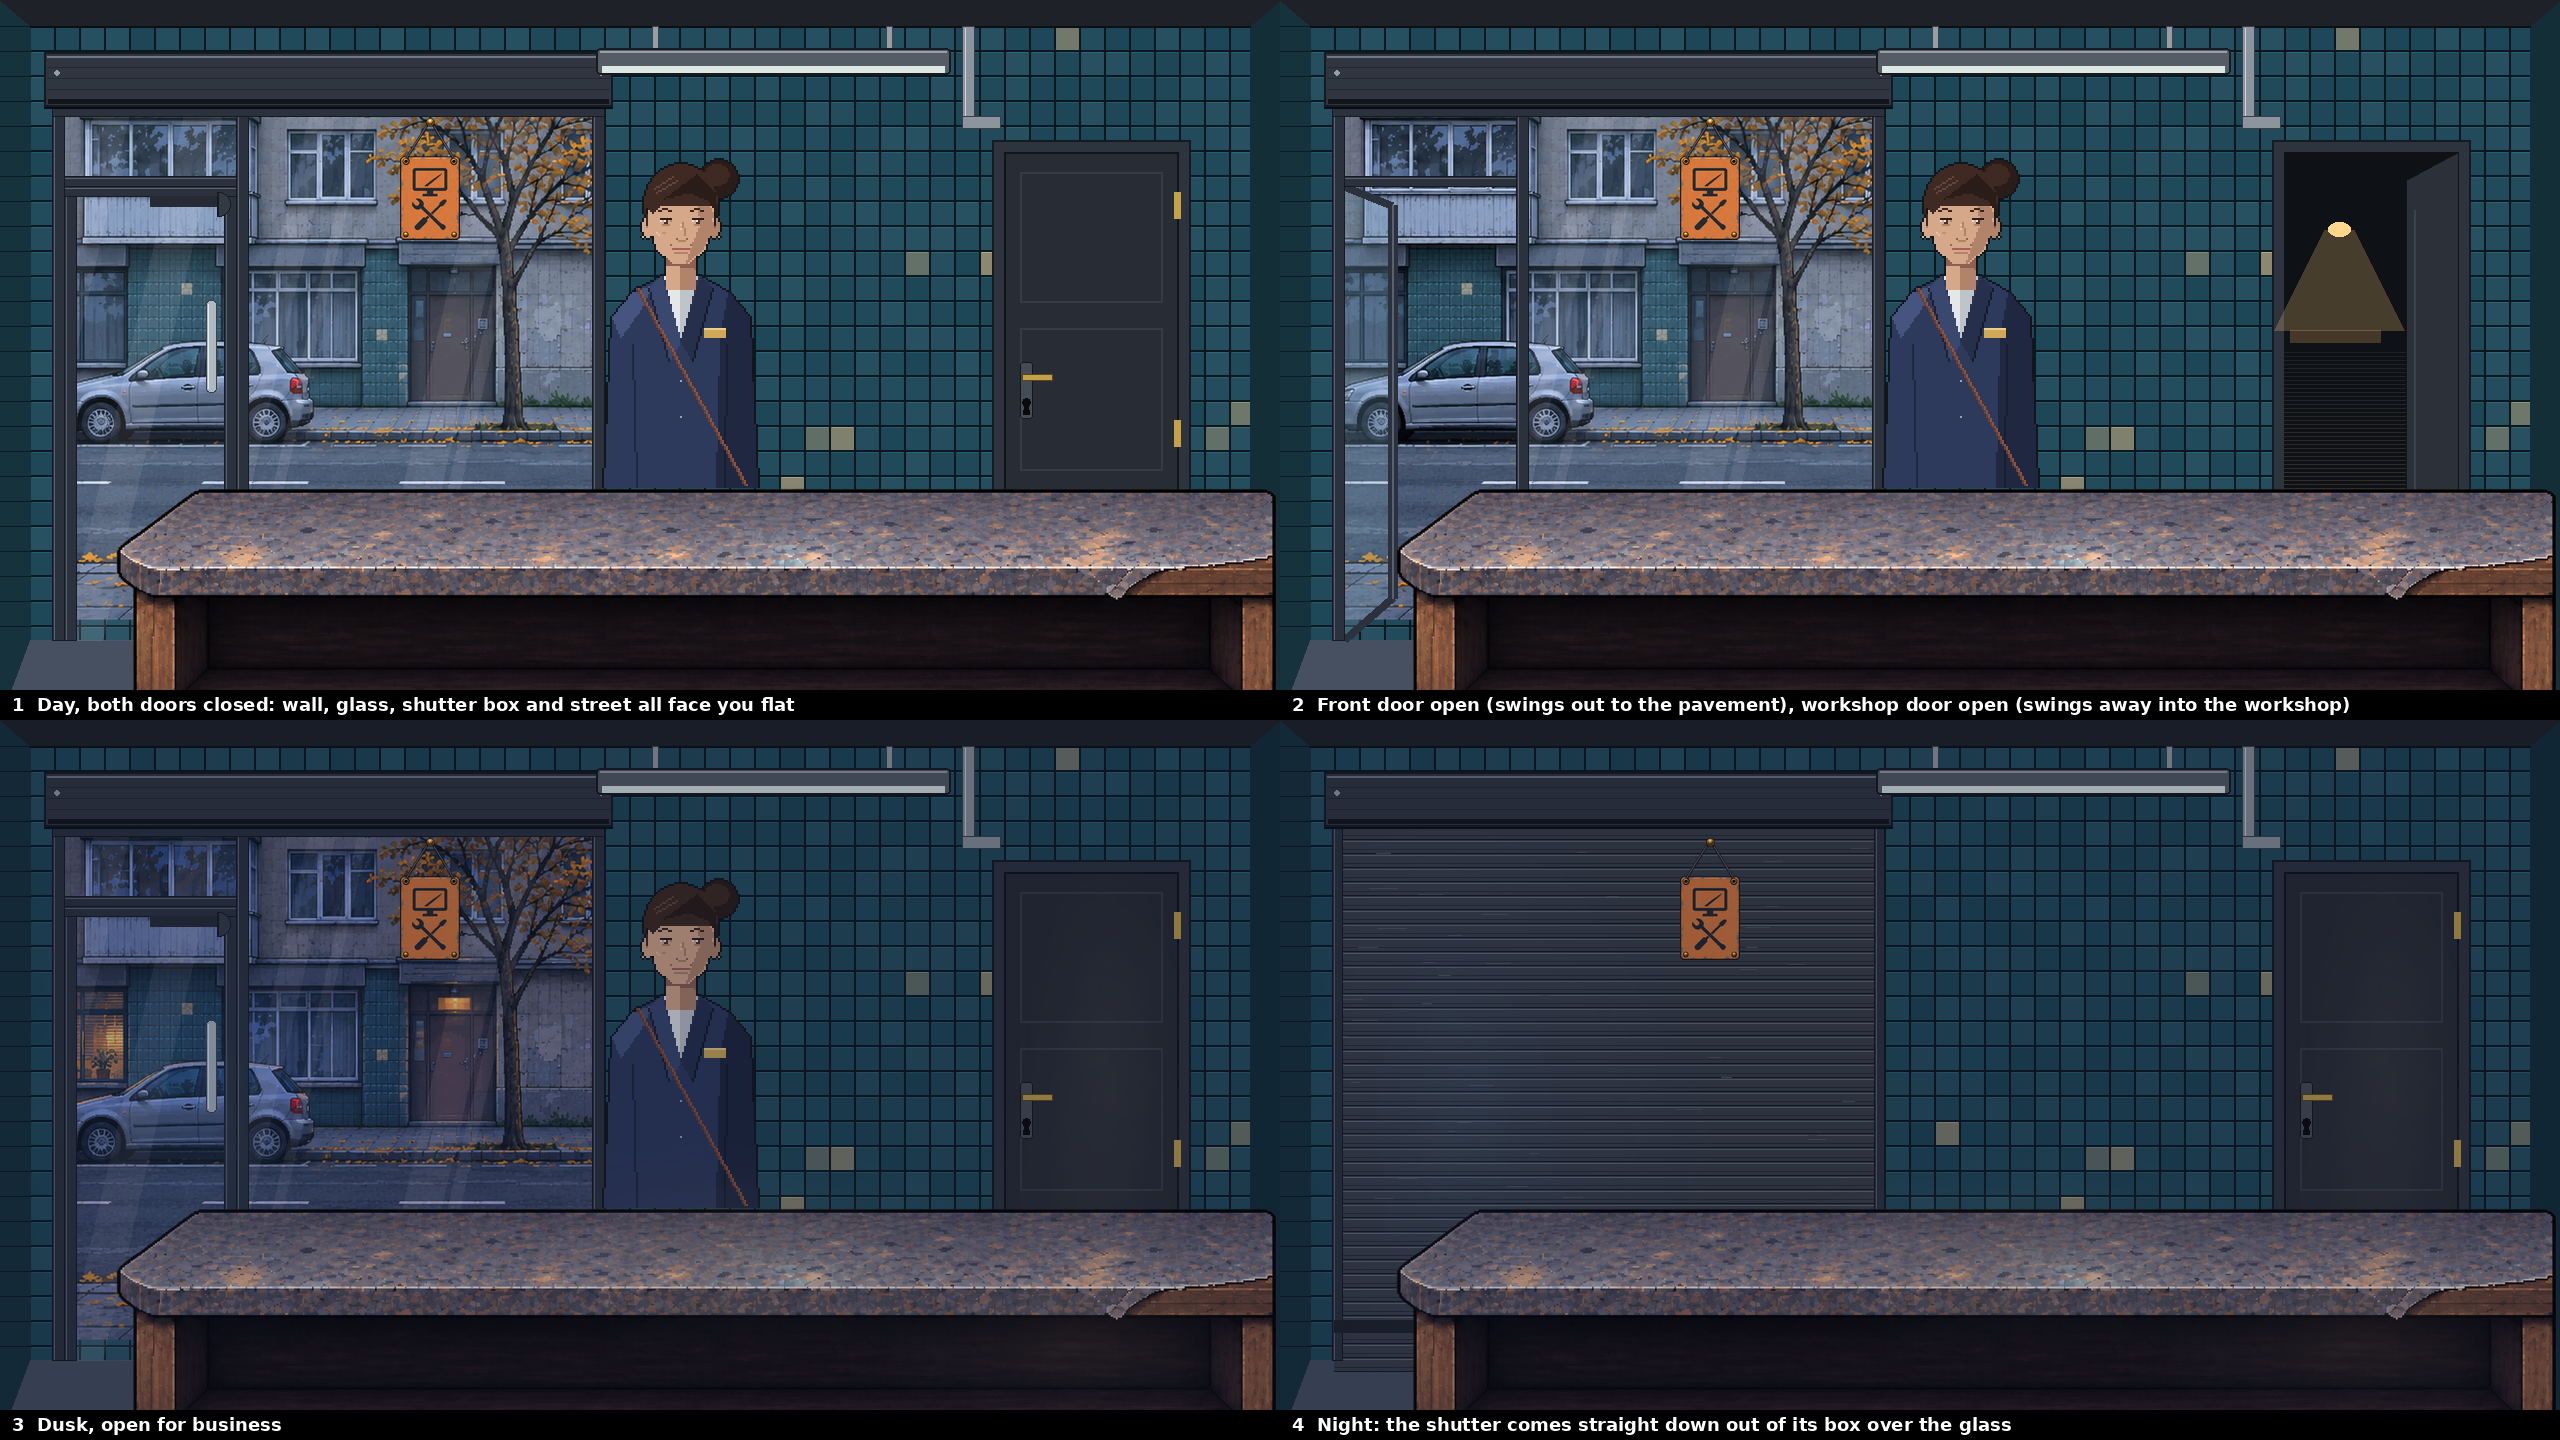 1 Day, both doors closed: wall, glass, shutter box and street all face you flat
2 Front door open (swings out to the pavement), workshop door open (swings away into the workshop)
3 Dusk, open for business
4 Night: the shutter comes straight down out of its box over the glass